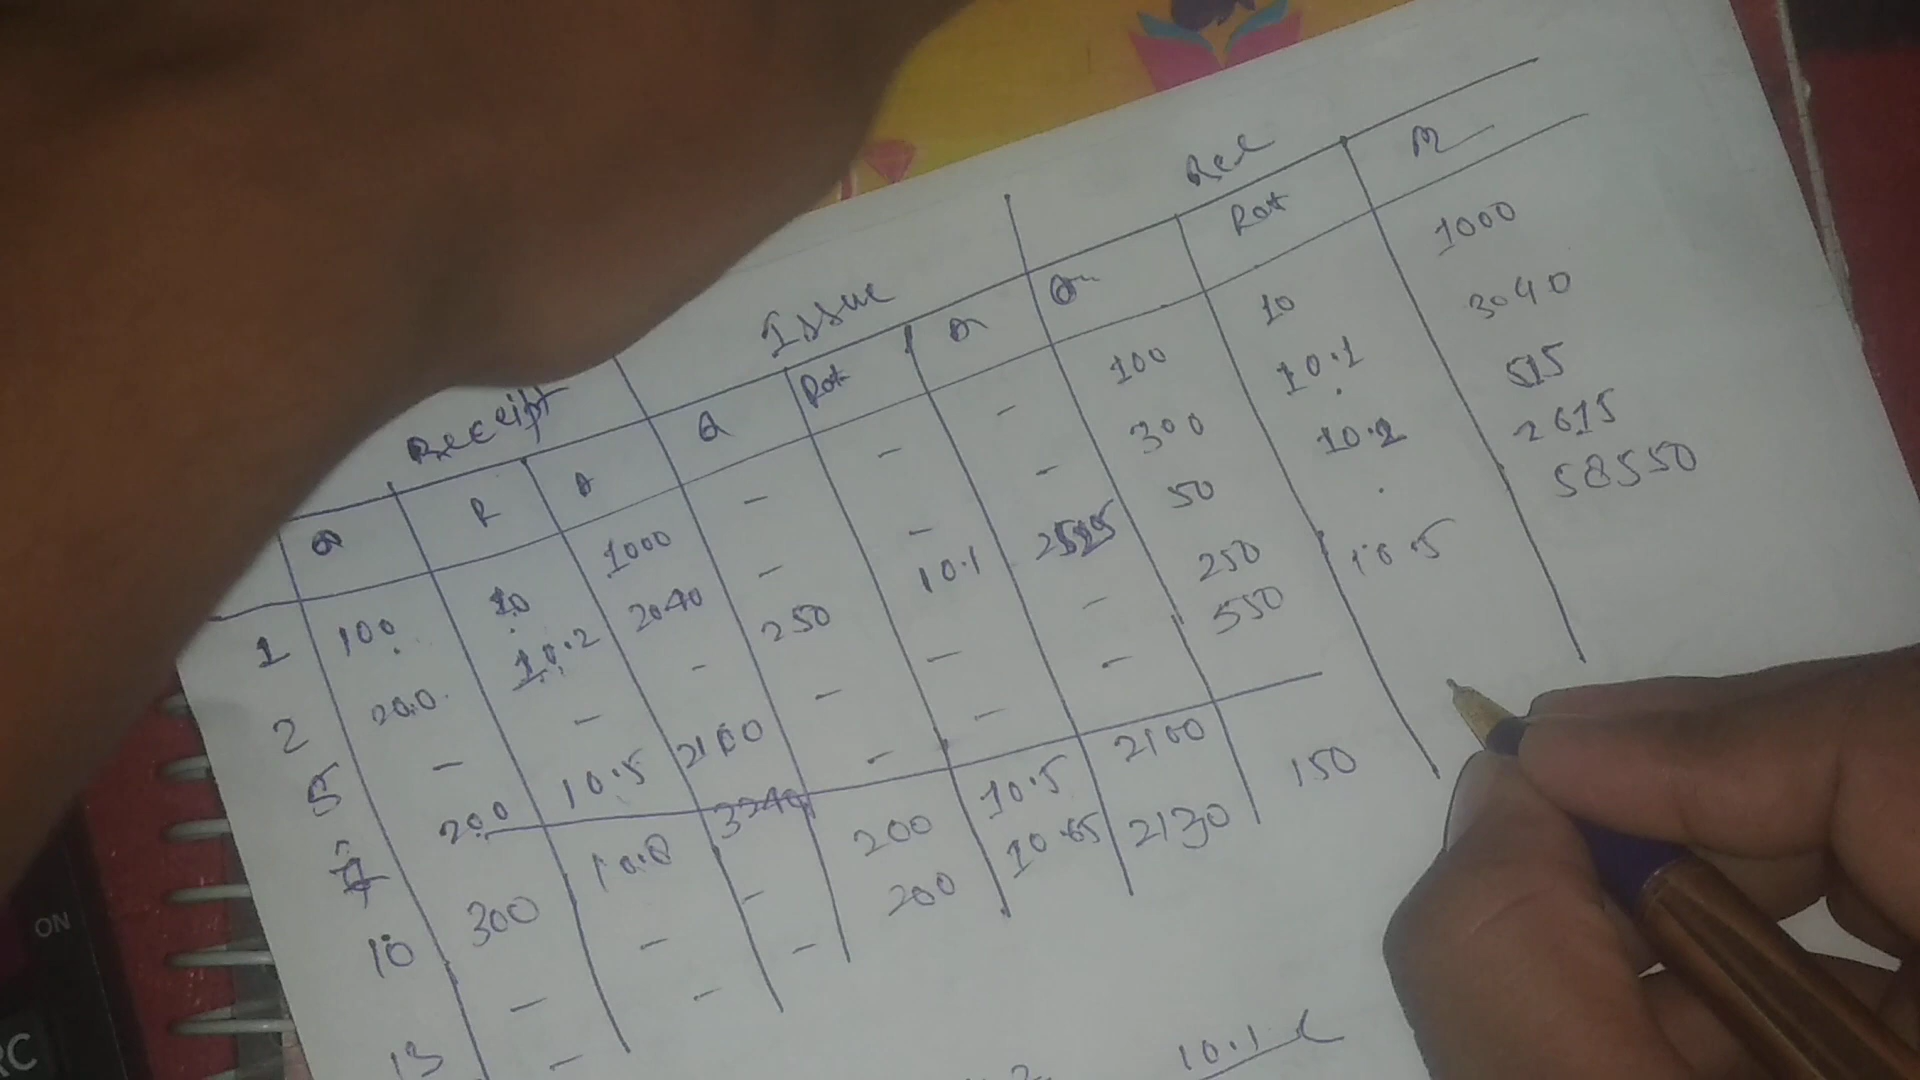 Receipt Issue Bal
Q R A Q Rat A Q Rat A
1 100 10 1000 - - - 100 10 1000
2 200 10.2 2040 - - - 300 10.1 3040
5 - - - 250 10.1 2525 50 10.2 515
7 200 10.5 2100 - - - 250 . 2615
10 300 10.8 3240 - - - 550 10.5 58550
13 - - - 200 10.5 2100 150
- - - 200 10.65 2130
10.1
ON
RC